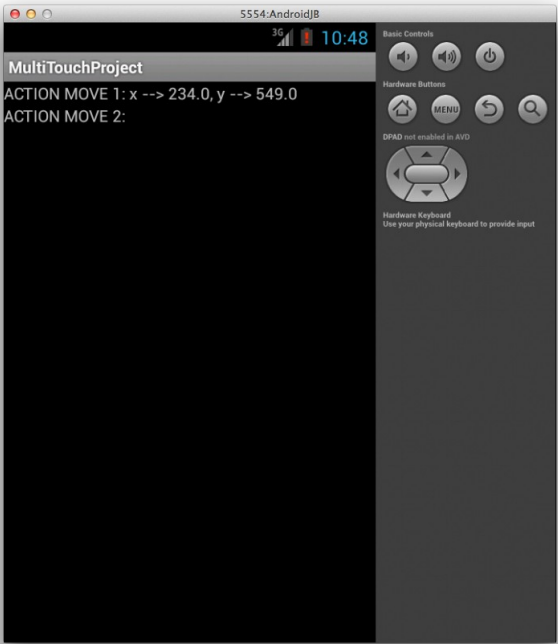 5554:AndroidJB
3G 10:48
MultiTouchProject
ACTION MOVE 1: x --> 234.0, y --> 549.0
ACTION MOVE 2:
Basic Controls
Hardware Buttons
MENU
DPAD not enabled in AVD
Hardware Keyboard
Use your physical keyboard to provide input